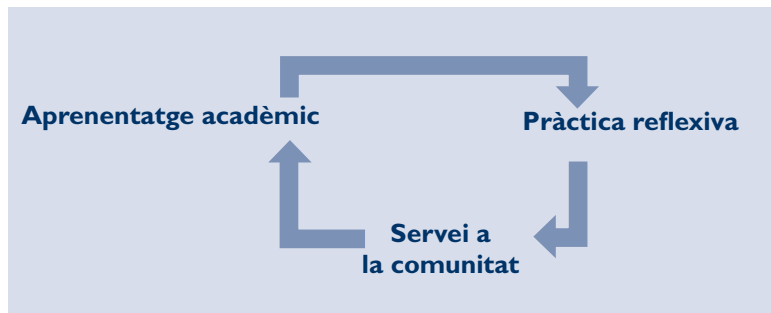 Aprenentatge acadèmic
Pràctica reflexiva
Servei a
la comunitat